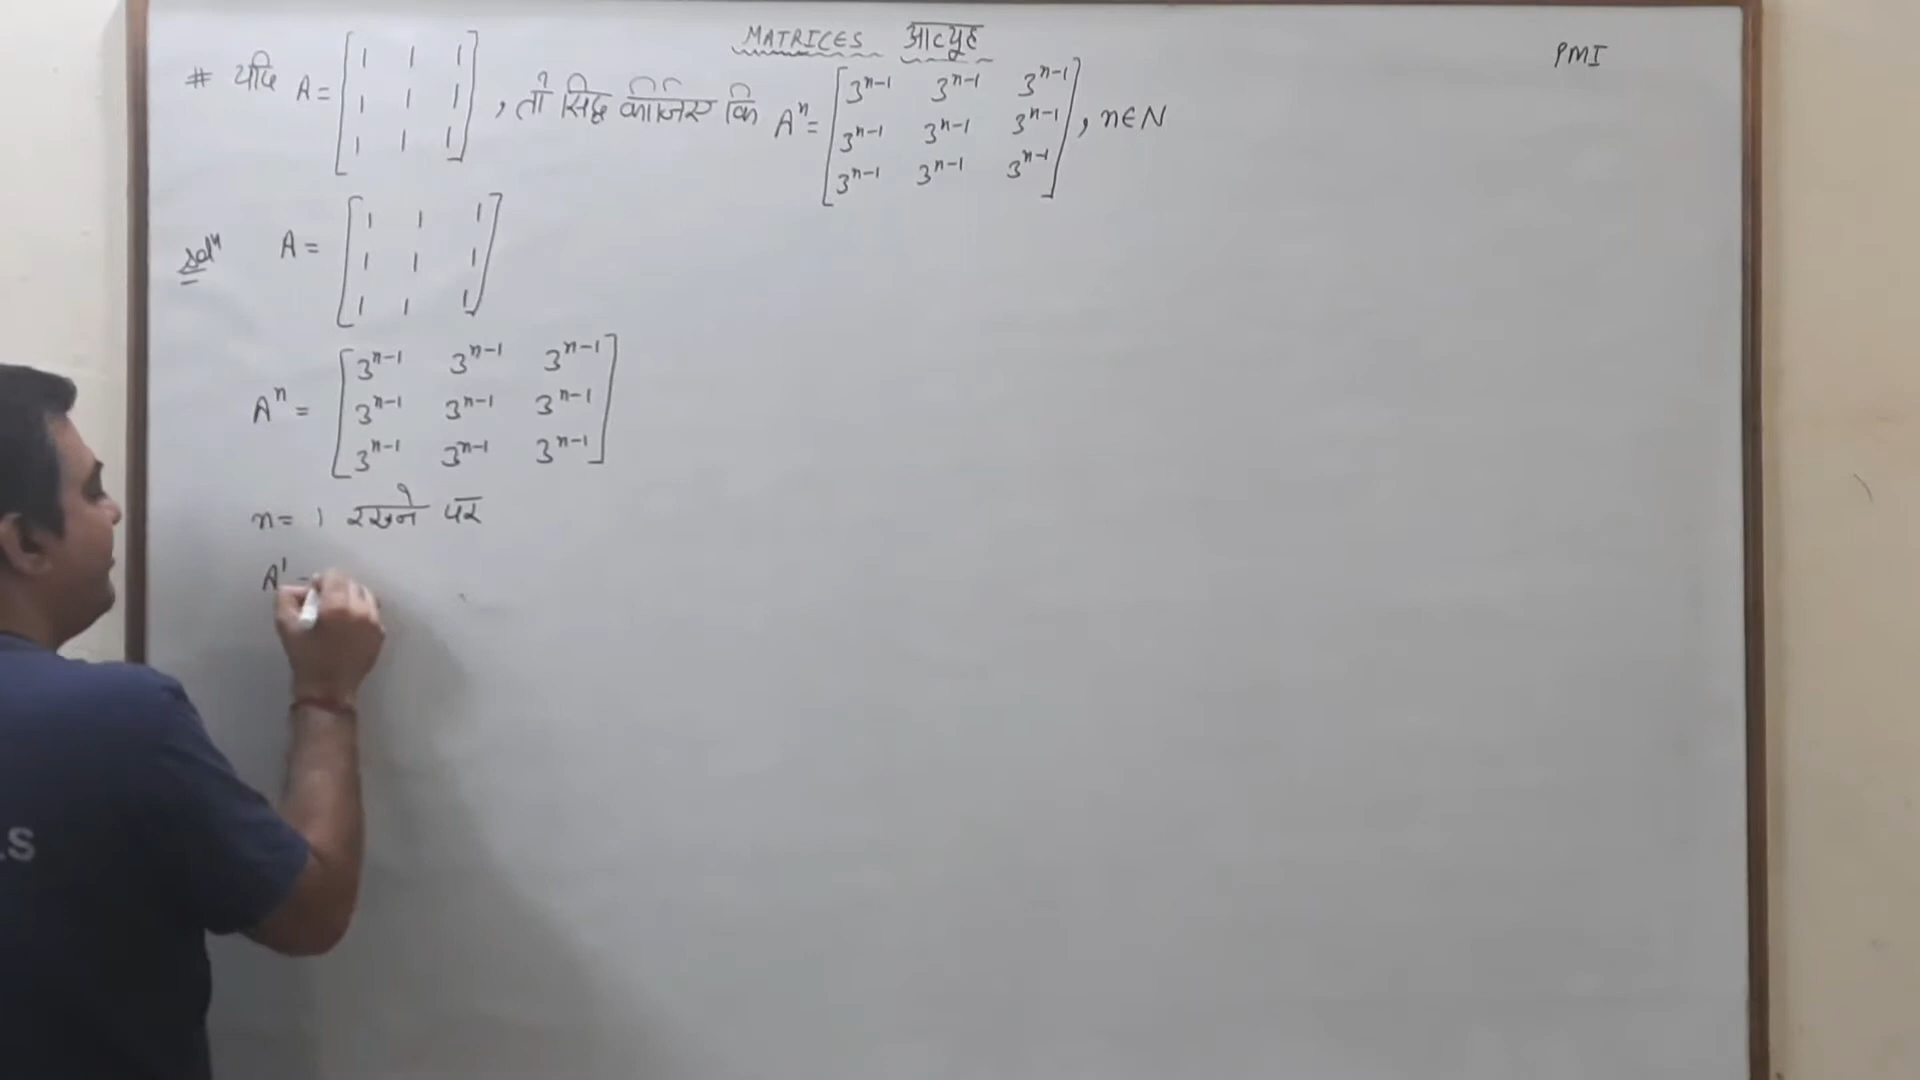 MATRICES आव्यूह
PMI
# यदि A = [1 1 1; 1 1 1; 1 1 1], तो सिद्ध कीजिए कि Aⁿ = [3ⁿ⁻¹ 3ⁿ⁻¹ 3ⁿ⁻¹; 3ⁿ⁻¹ 3ⁿ⁻¹ 3ⁿ⁻¹; 3ⁿ⁻¹ 3ⁿ⁻¹ 3ⁿ⁻¹], n∈N
Solⁿ A = [1 1 1; 1 1 1; 1 1 1]
Aⁿ = [3ⁿ⁻¹ 3ⁿ⁻¹ 3ⁿ⁻¹; 3ⁿ⁻¹ 3ⁿ⁻¹ 3ⁿ⁻¹; 3ⁿ⁻¹ 3ⁿ⁻¹ 3ⁿ⁻¹]
n = 1 रखने पर
A¹